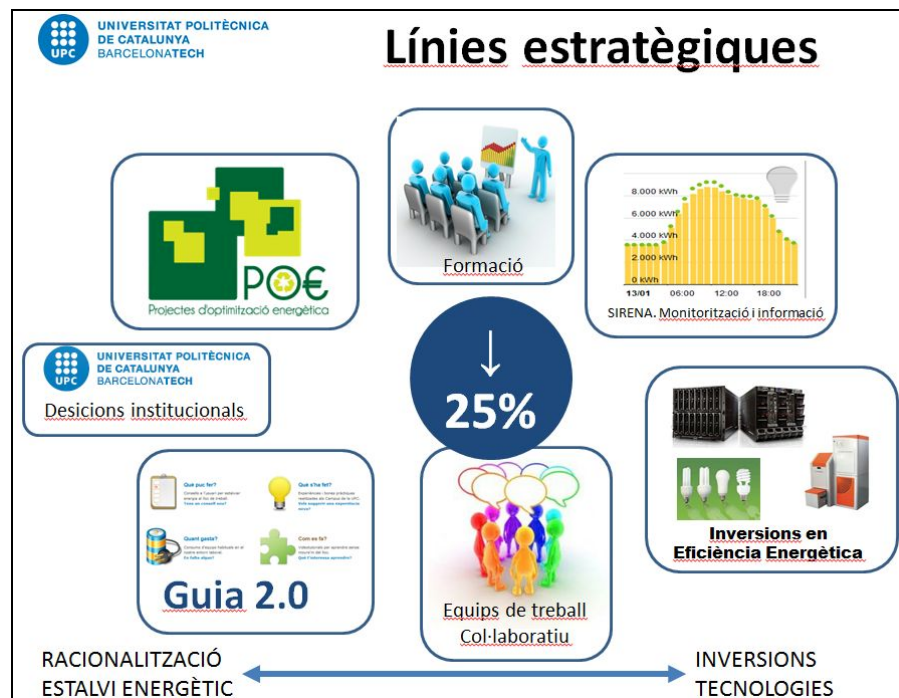 UNIVERSITAT POLITÈCNICA
DE CATALUNYA
BARCELONATECH
UPC
Línies estratègiques
POE
Projectes d'optimització energètica
Formació
8.000 kWh
6.000 kWh
4.000 kWh
2.000 kWh
0 kWh
13/01 06:00 12:00 18:00
SIRENA. Monitorització i informació
UNIVERSITAT POLITÈCNICA
DE CATALUNYA
BARCELONATECH
UPC
Desicions institucionals
↓
25%
Què puc fer?
Què s'ha fet?
Quant gasta?
Com es fa?
Guia 2.0
Equips de treball
Col·laboratiu
Inversions en
Eficiència Energètica
RACIONALITZACIÓ
ESTALVI ENERGÈTIC
INVERSIONS
TECNOLOGIES